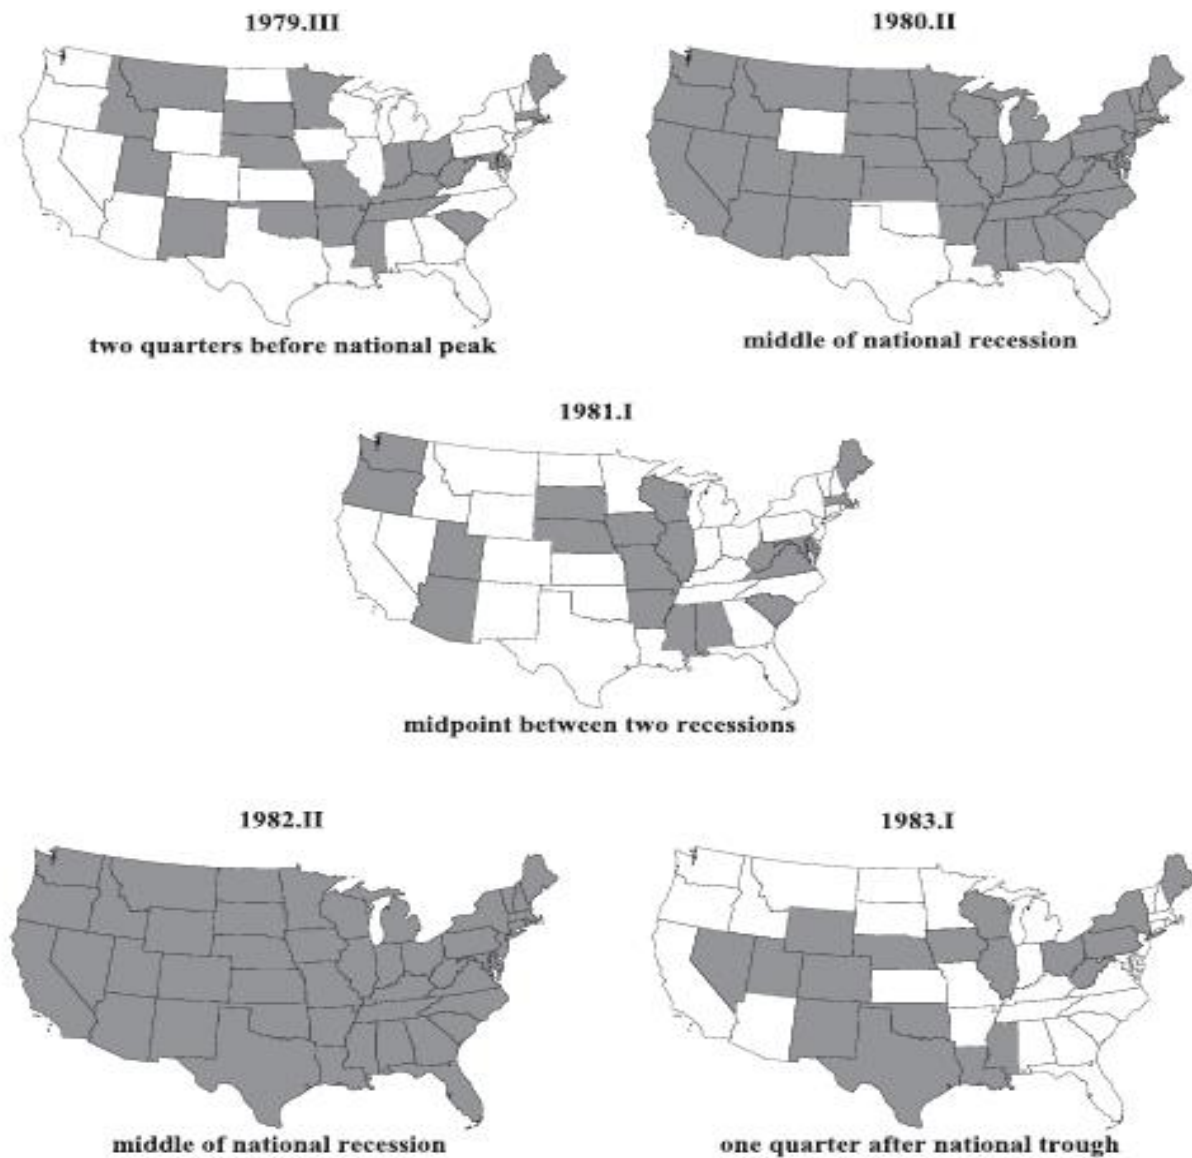 1979.III
1980.II
two quarters before national peak
middle of national recession
1981.I
midpoint between two recessions
1982.II
1983.I
middle of national recession
one quarter after national trough